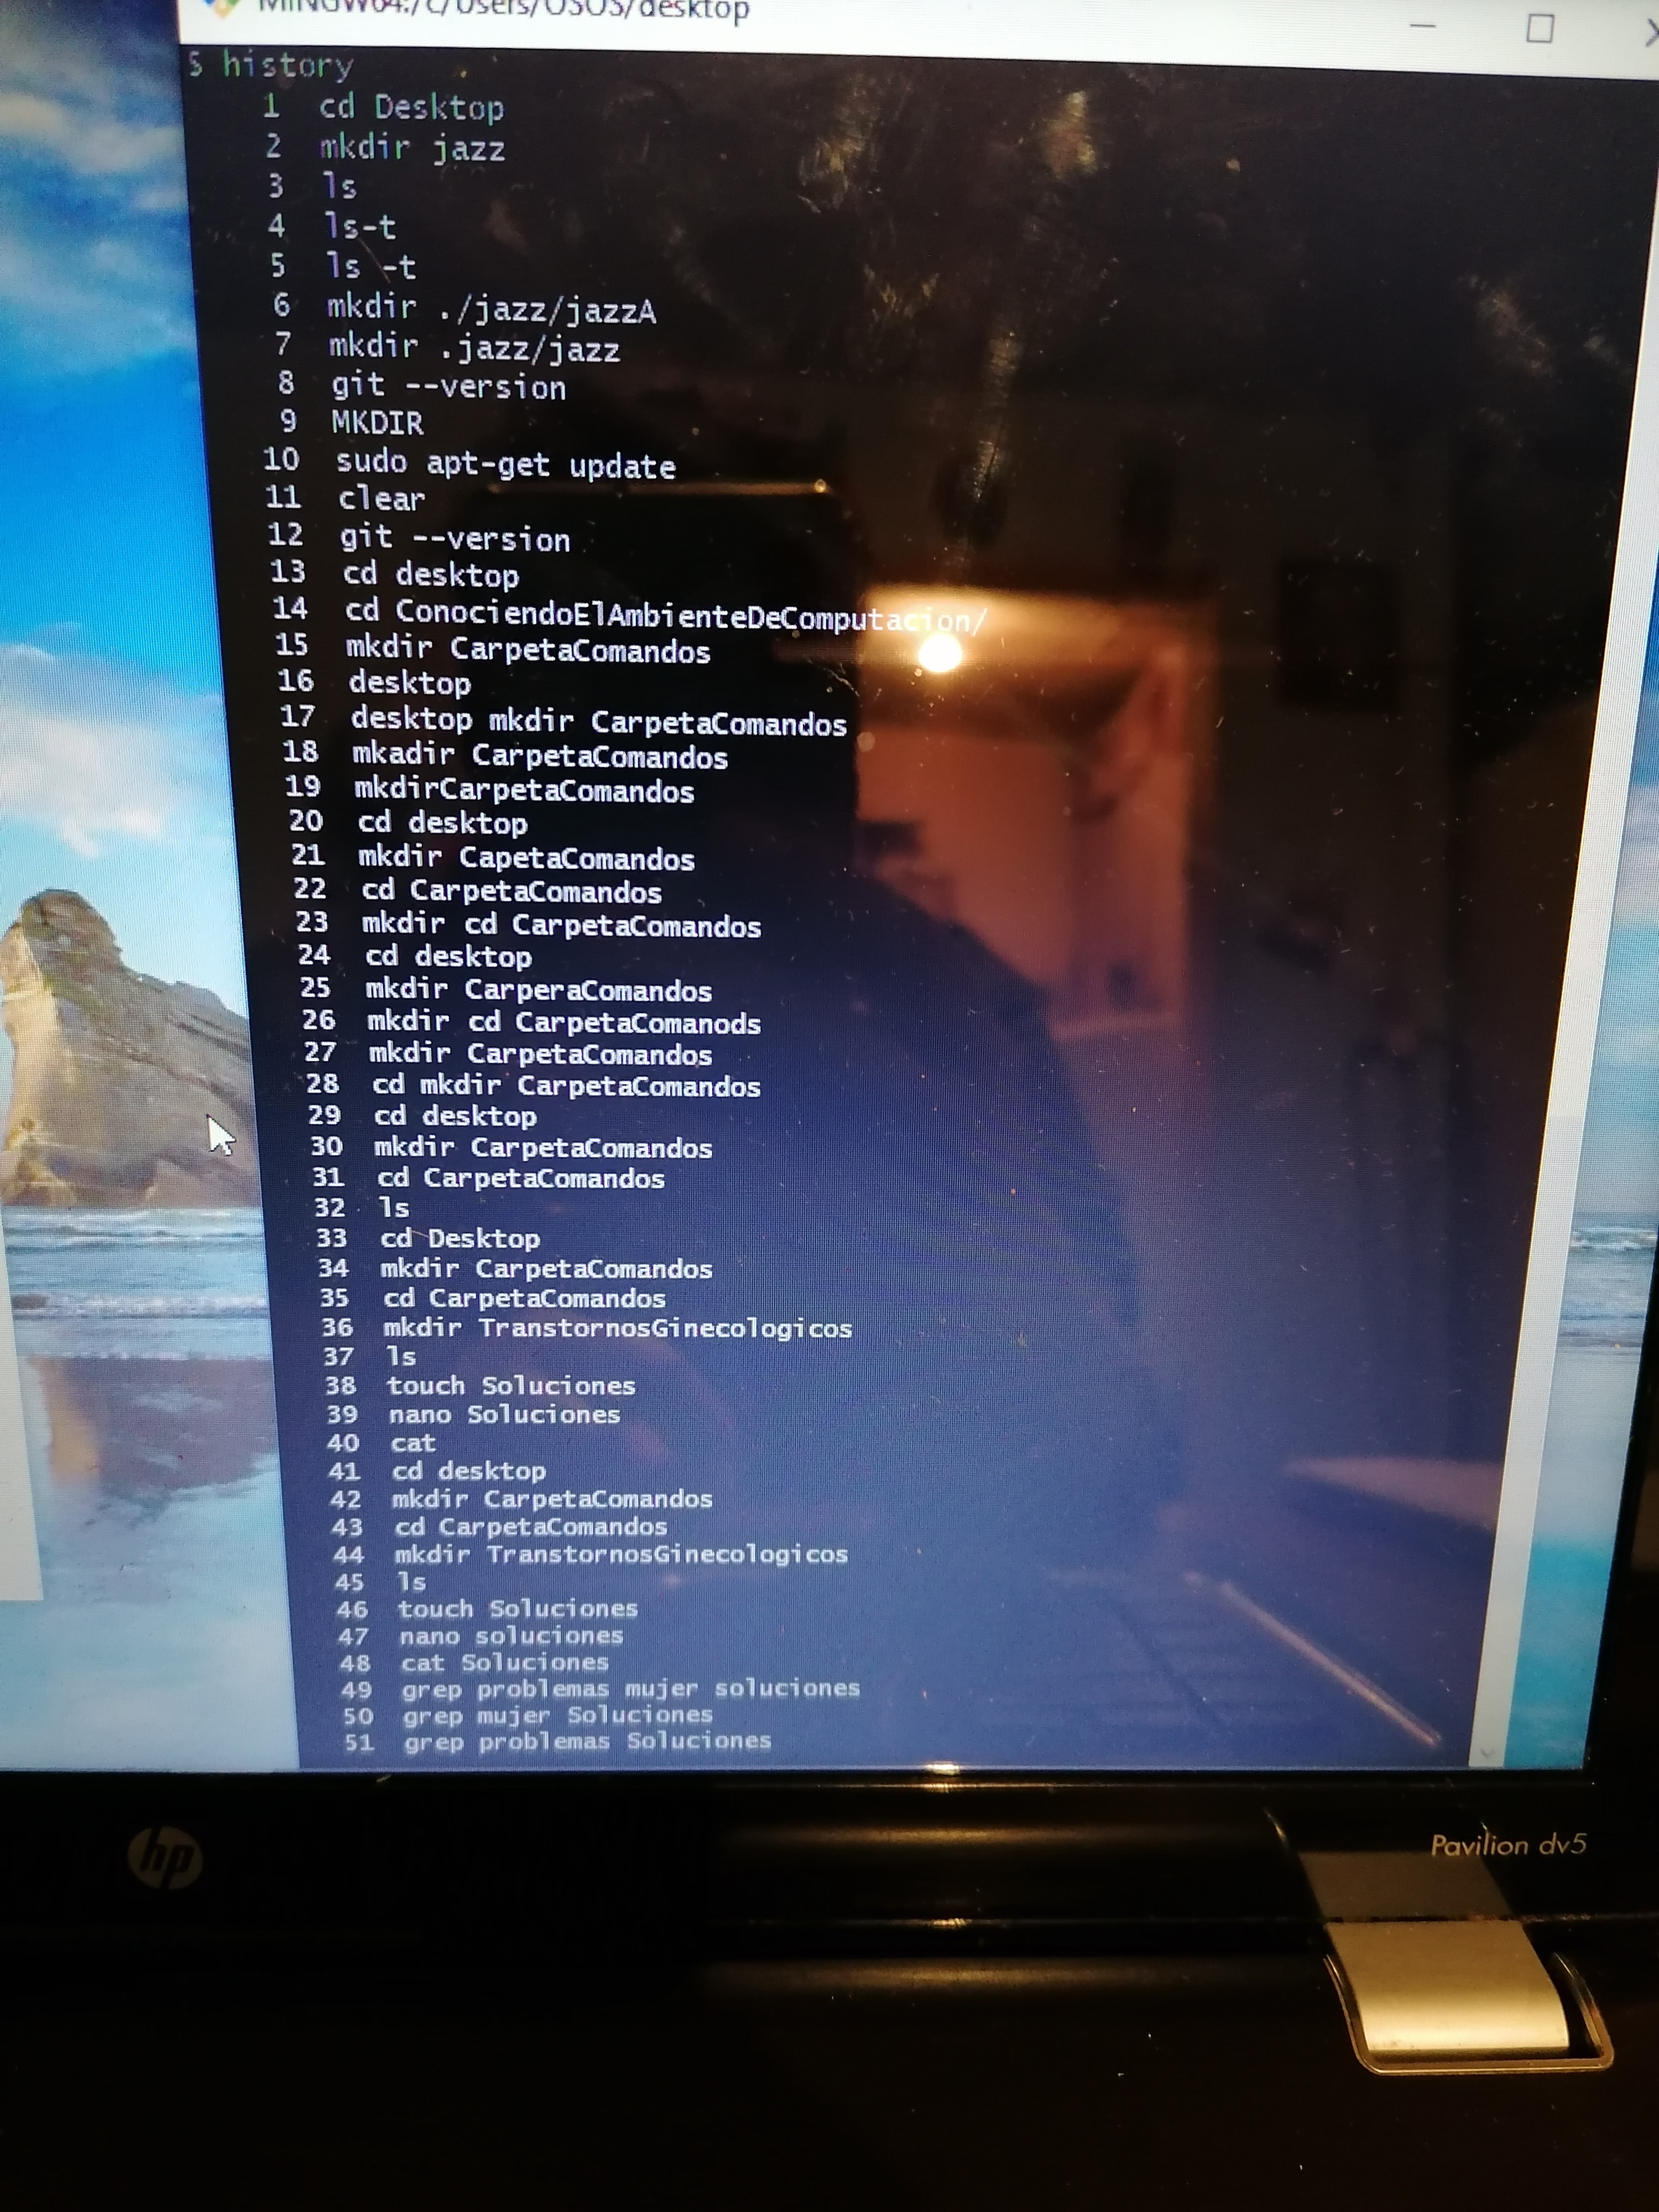 MINGW64:/c/Users/USUS/desktop
$ history
1 cd Desktop
2 mkdir jazz
3 ls
4 ls-t
5 ls -t
6 mkdir ./jazz/jazzA
7 mkdir .jazz/jazz
8 git --version
9 MKDIR
10 sudo apt-get update
11 clear
12 git --version
13 cd desktop
14 cd ConociendoElAmbienteDeComputacion/
15 mkdir CarpetaComandos
16 desktop
17 desktop mkdir CarpetaComandos
18 mkadir CarpetaComandos
19 mkdirCarpetaComandos
20 cd desktop
21 mkdir CapetaComandos
22 cd CarpetaComandos
23 mkdir cd CarpetaComandos
24 cd desktop
25 mkdir CarperaComandos
26 mkdir cd CarpetaComanods
27 mkdir CarpetaComandos
28 cd mkdir CarpetaComandos
29 cd desktop
30 mkdir CarpetaComandos
31 cd CarpetaComandos
32 ls
33 cd Desktop
34 mkdir CarpetaComandos
35 cd CarpetaComandos
36 mkdir TranstornosGinecologicos
37 ls
38 touch Soluciones
39 nano Soluciones
40 cat
41 cd desktop
42 mkdir CarpetaComandos
43 cd CarpetaComandos
44 mkdir TranstornosGinecologicos
45 ls
46 touch Soluciones
47 nano soluciones
48 cat Soluciones
49 grep problemas mujer soluciones
50 grep mujer Soluciones
51 grep problemas Soluciones
hp
Pavilion dv5